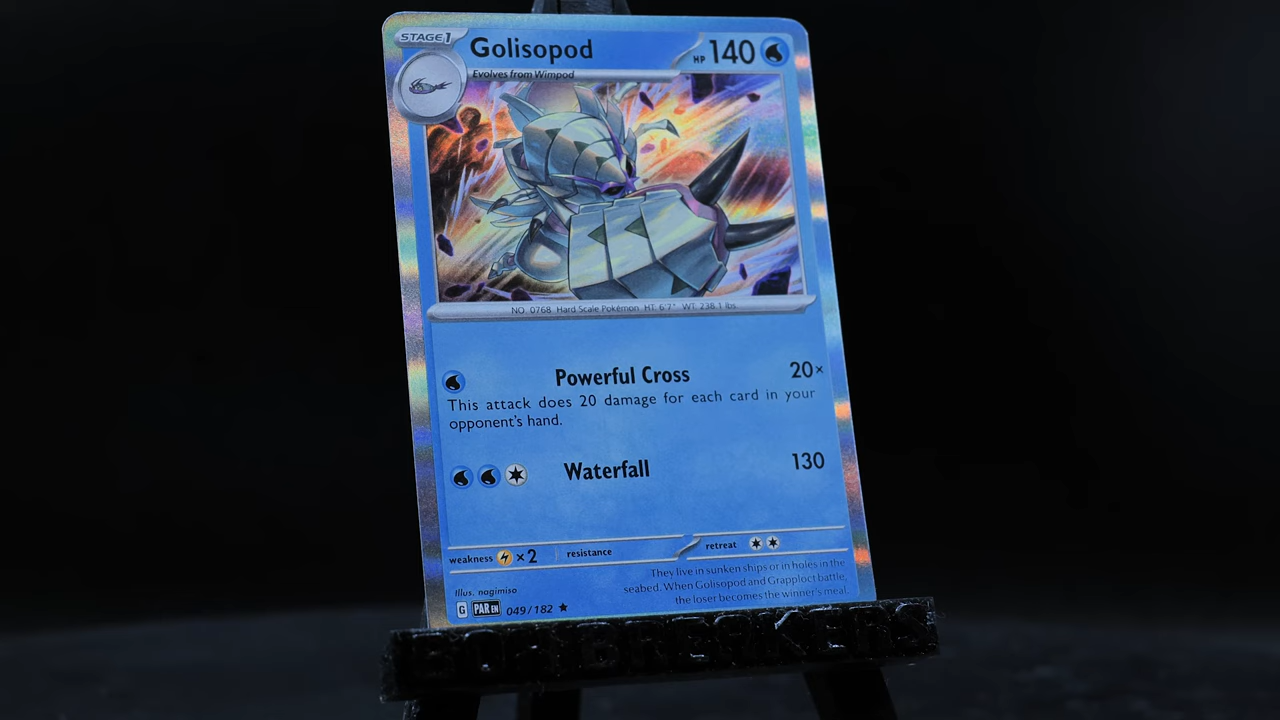 STAGE1
Golisopod
HP 140
Evolves from Wimpod
NO. 0768 Hard Scale Pokémon HT: 6'7" WT: 238.1 lbs.
Powerful Cross 20×
This attack does 20 damage for each card in your
opponent's hand.
Waterfall 130
weakness ×2 resistance retreat
They live in sunken ships or in holes in the
seabed. When Golisopod and Grapploct battle,
the loser becomes the winner's meal.
Illus. nagimiso
G PAR EN 049/182 ★
BOXBREAKERS